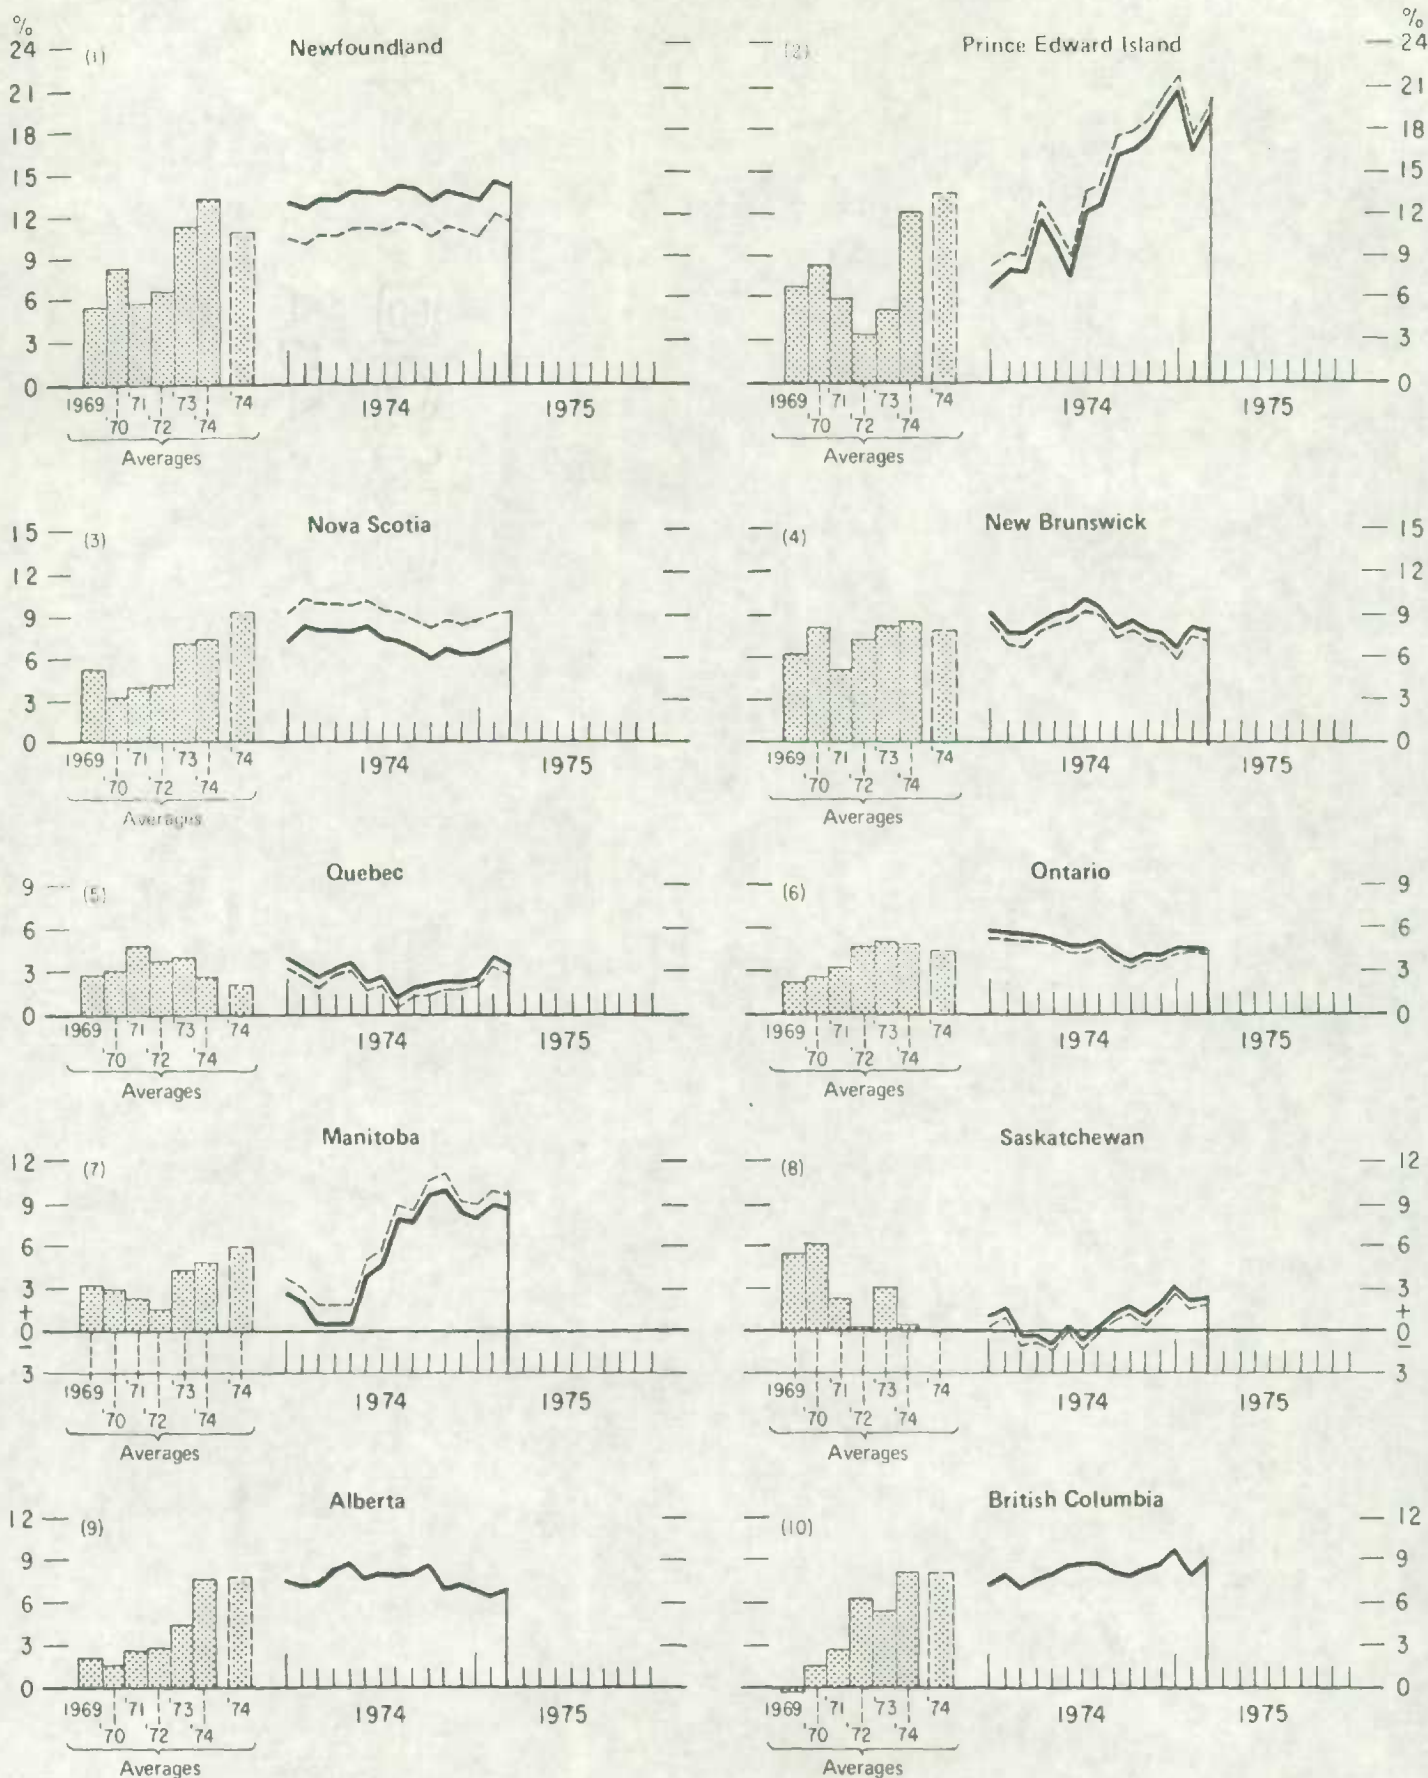 %
%
(1) Newfoundland
(2) Prince Edward Island
24
21
18
15
12
9
6
3
0
24
21
18
15
12
9
6
3
0
1969 '71 '73 '74
'70 '72 '74
Averages
1974 1975
1969 '71 '73 '74
'70 '72 '74
Averages
1974 1975
(3) Nova Scotia
(4) New Brunswick
15
12
9
6
3
0
15
12
9
6
3
0
1969 '71 '73 '74
'70 '72 '74
Averages
1974 1975
1969 '71 '73 '74
'70 '72 '74
Averages
1974 1975
(5) Quebec
(6) Ontario
9
6
3
0
9
6
3
0
1969 '71 '73 '74
'70 '72 '74
Averages
1974 1975
1969 '71 '73 '74
'70 '72 '74
Averages
1974 1975
(7) Manitoba
(8) Saskatchewan
12
9
6
3
+
0
–
3
12
9
6
3
+
0
–
3
1969 '71 '73 '74
'70 '72 '74
Averages
1974 1975
1969 '71 '73 '74
'70 '72 '74
Averages
1974 1975
(9) Alberta
(10) British Columbia
12
9
6
3
0
12
9
6
3
0
1969 '71 '73 '74
'70 '72 '74
Averages
1974 1975
1969 '71 '73 '74
'70 '72 '74
Averages
1974 1975